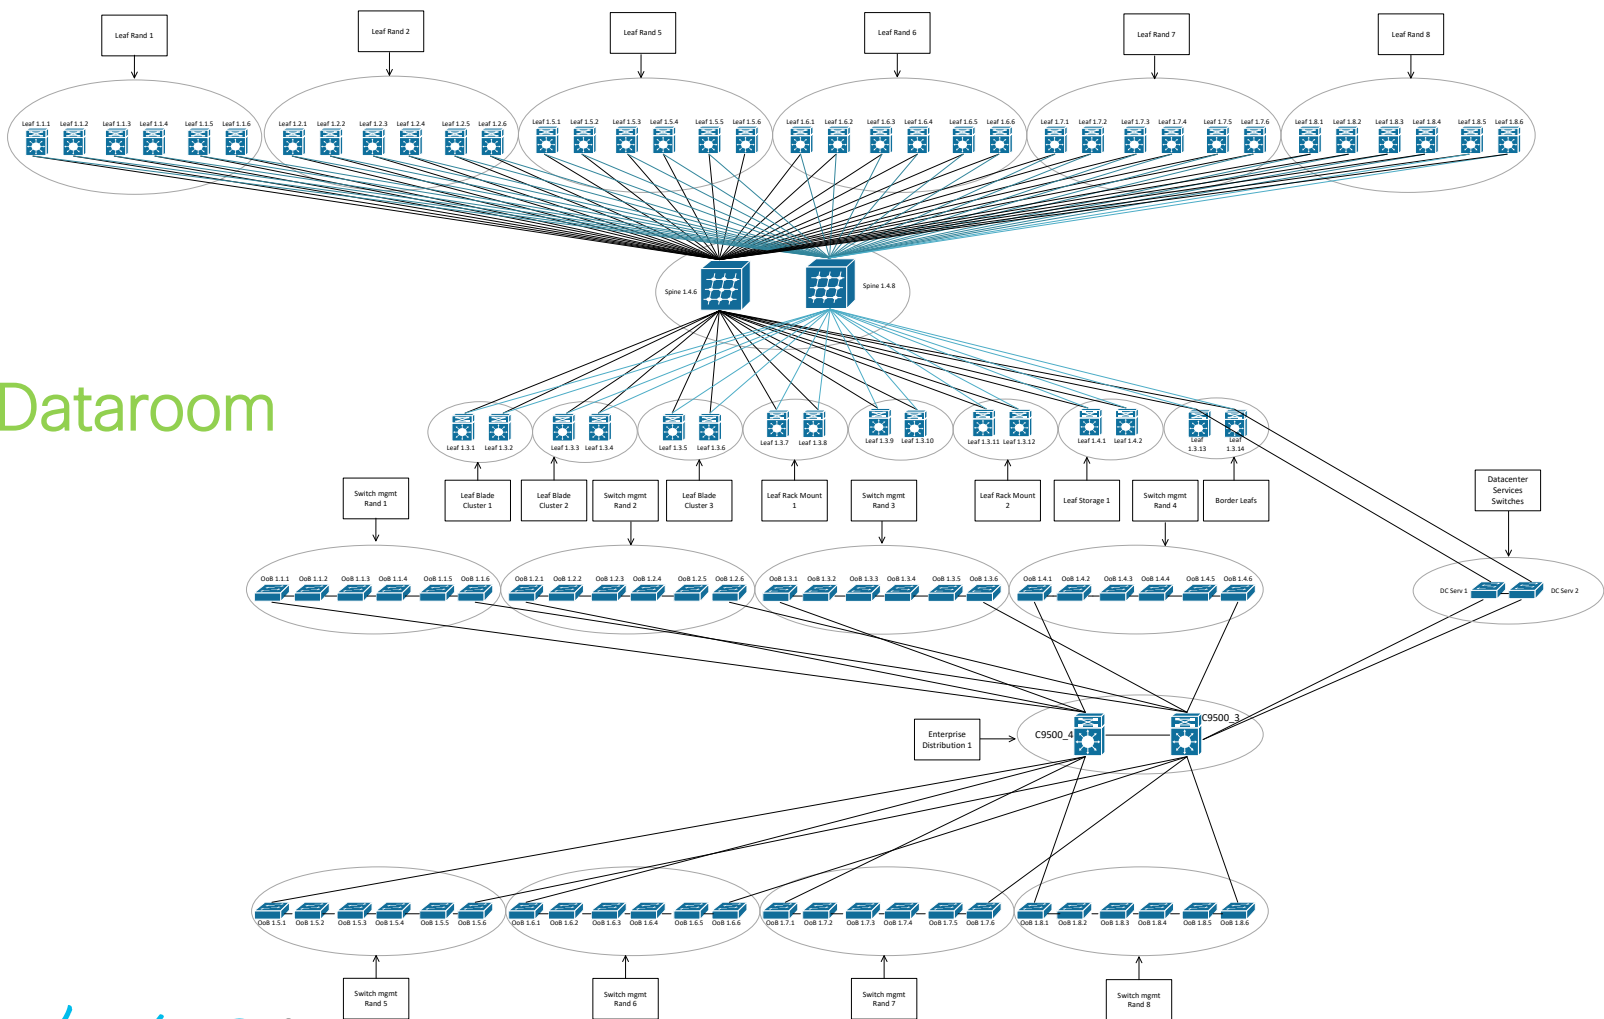 Leaf Rand 1
Leaf Rand 2
Leaf Rand 5
Leaf Rand 6
Leaf Rand 7
Leaf Rand 8
Leaf 1.1.1 Leaf 1.1.2 Leaf 1.1.3 Leaf 1.1.4 Leaf 1.1.5 Leaf 1.1.6
Leaf 1.2.1 Leaf 1.2.2 Leaf 1.2.3 Leaf 1.2.4 Leaf 1.2.5 Leaf 1.2.6
Leaf 1.5.1 Leaf 1.5.2 Leaf 1.5.3 Leaf 1.5.4 Leaf 1.5.5 Leaf 1.5.6
Leaf 1.6.1 Leaf 1.6.2 Leaf 1.6.3 Leaf 1.6.4 Leaf 1.6.5 Leaf 1.6.6
Leaf 1.7.1 Leaf 1.7.2 Leaf 1.7.3 Leaf 1.7.4 Leaf 1.7.5 Leaf 1.7.6
Leaf 1.8.1 Leaf 1.8.2 Leaf 1.8.3 Leaf 1.8.4 Leaf 1.8.5 Leaf 1.8.6
Spine 1.4.6
Spine 1.4.8
Dataroom
Leaf 1.3.1 Leaf 1.3.2
Leaf 1.3.3 Leaf 1.3.4
Leaf 1.3.5 Leaf 1.3.6
Leaf 1.3.7 Leaf 1.3.8
Leaf 1.3.9 Leaf 1.3.10
Leaf 1.3.11 Leaf 1.3.12
Leaf 1.4.1 Leaf 1.4.2
Leaf
1.3.13
Leaf
1.3.14
Switch mgmt
Rand 1
Leaf Blade
Cluster 1
Leaf Blade
Cluster 2
Switch mgmt
Rand 2
Leaf Blade
Cluster 3
Leaf Rack Mount
1
Switch mgmt
Rand 3
Leaf Rack Mount
2
Leaf Storage 1
Switch mgmt
Rand 4
Border Leafs
Datacenter
Services
Switches
OoB 1.1.1 OoB 1.1.2 OoB 1.1.3 OoB 1.1.4 OoB 1.1.5 OoB 1.1.6
OoB 1.2.1 OoB 1.2.2 OoB 1.2.3 OoB 1.2.4 OoB 1.2.5 OoB 1.2.6
OoB 1.3.1 OoB 1.3.2 OoB 1.3.3 OoB 1.3.4 OoB 1.3.5 OoB 1.3.6
OoB 1.4.1 OoB 1.4.2 OoB 1.4.3 OoB 1.4.4 OoB 1.4.5 OoB 1.4.6
DC Serv 1
DC Serv 2
Enterprise
Distribution 1
C9500_4
C9500_3
OoB 1.5.1 OoB 1.5.2 OoB 1.5.3 OoB 1.5.4 OoB 1.5.5 OoB 1.5.6
OoB 1.6.1 OoB 1.6.2 OoB 1.6.3 OoB 1.6.4 OoB 1.6.5 OoB 1.6.6
OoB 1.7.1 OoB 1.7.2 OoB 1.7.3 OoB 1.7.4 OoB 1.7.5 OoB 1.7.6
OoB 1.8.1 OoB 1.8.2 OoB 1.8.3 OoB 1.8.4 OoB 1.8.5 OoB 1.8.6
Switch mgmt
Rand 5
Switch mgmt
Rand 6
Switch mgmt
Rand 7
Switch mgmt
Rand 8